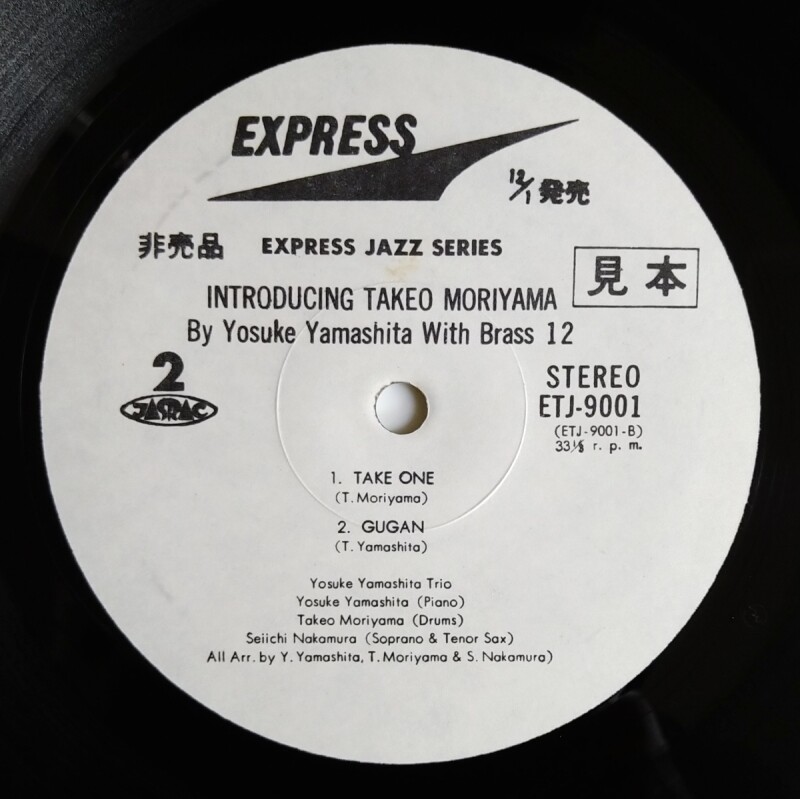 EXPRESS
12/1 発売
非売品
EXPRESS JAZZ SERIES
見本
INTRODUCING TAKEO MORIYAMA
By Yosuke Yamashita With Brass 12
2
JASRAC
STEREO
ETJ-9001
(ETJ-9001-B)
33⅓ r. p. m.
1. TAKE ONE
(T. Moriyama)
2. GUGAN
(T. Yamashita)
Yosuke Yamashita Trio
Yosuke Yamashita (Piano)
Takeo Moriyama (Drums)
Seiichi Nakamura (Soprano & Tenor Sax)
All Arr. by Y. Yamashita, T. Moriyama & S. Nakamura)